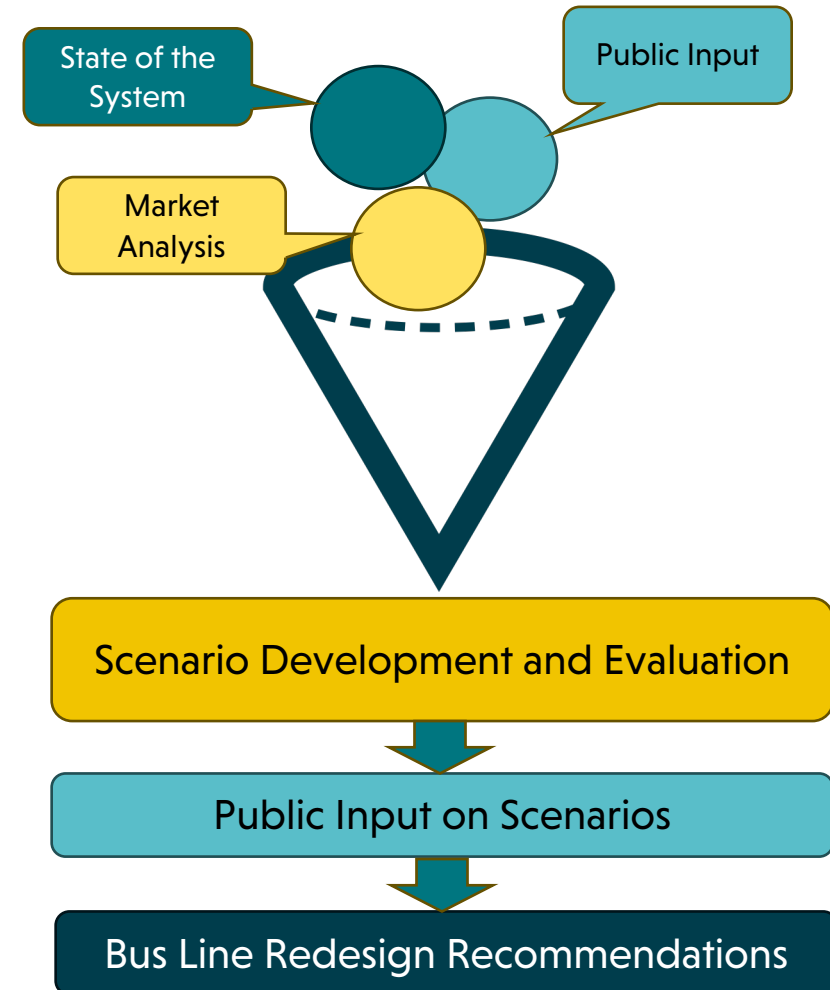 State of the
System
Public Input
Market
Analysis
Scenario Development and Evaluation
Public Input on Scenarios
Bus Line Redesign Recommendations